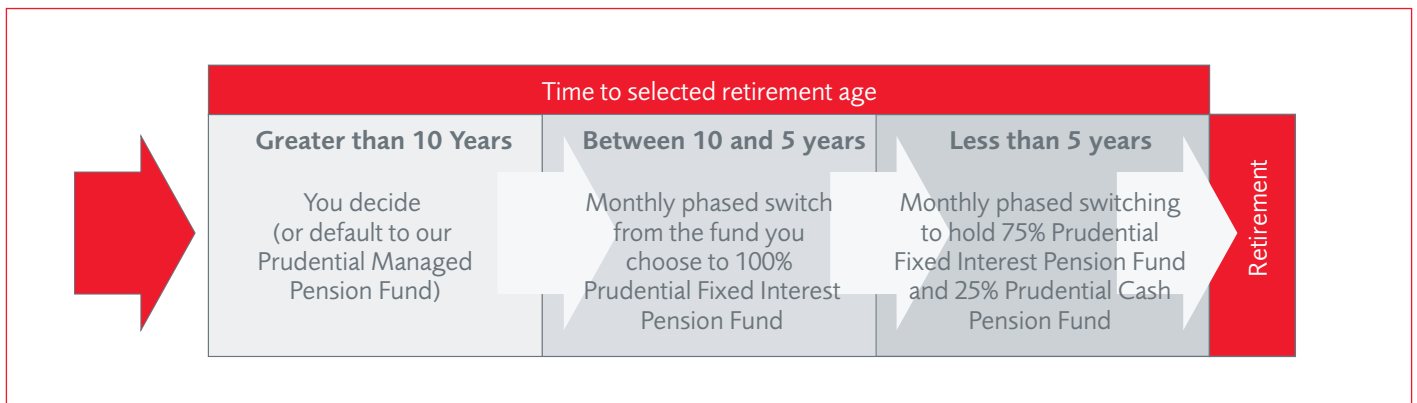 Time to selected retirement age
Greater than 10 Years
You decide
(or default to our
Prudential Managed
Pension Fund)
Between 10 and 5 years
Monthly phased switch
from the fund you
choose to 100%
Prudential Fixed Interest
Pension Fund
Less than 5 years
Monthly phased switching
to hold 75% Prudential
Fixed Interest Pension Fund
and 25% Prudential Cash
Pension Fund
Retirement